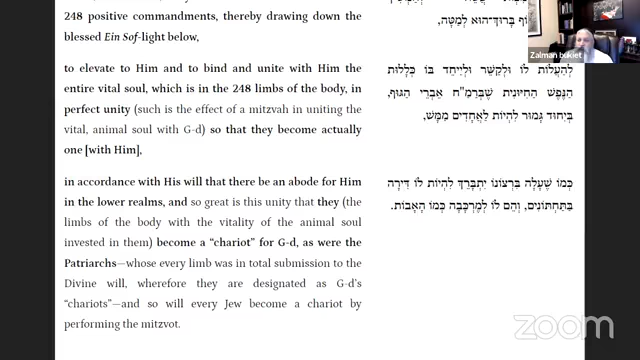 248 positive commandments, thereby drawing down the
blessed Ein Sof-light below,
to elevate to Him and to bind and unite with Him the
entire vital soul, which is in the 248 limbs of the body, in
perfect unity (such is the effect of a mitzvah in uniting the
vital, animal soul with G-d) so that they become actually
one [with Him],
in accordance with His will that there be an abode for Him
in the lower realms, and so great is this unity that they (the
limbs of the body with the vitality of the animal soul
invested in them) become a “chariot” for G-d, as were the
Patriarchs—whose every limb was in total submission to the
Divine will, wherefore they are designated as G-d’s
“chariots”—and so will every Jew become a chariot by
performing the mitzvot.
סוֹף בָּרוּךְ־הוּא לְמַטָּה,
לְהַעֲלוֹת לוֹ וּלְקַשֵּׁר וּלְיַיחֵד בּוֹ כְּלָלוּת
הַנֶּפֶשׁ הַחִיּוּנִית שֶׁבִּרְמַ"ח אֵבְרֵי הַגּוּף,
בְּיִחוּד גָּמוּר לִהְיוֹת לַאֲחָדִים מַמָּשׁ,
כְּמוֹ שֶׁעָלָה בִּרְצוֹנוֹ יִתְבָּרֵךְ לִהְיוֹת לוֹ דִּירָה
בַּתַּחְתּוֹנִים, וְהֵם לוֹ לְמֶרְכָּבָה כְּמוֹ הָאָבוֹת.
Zalman bukiet
zoom